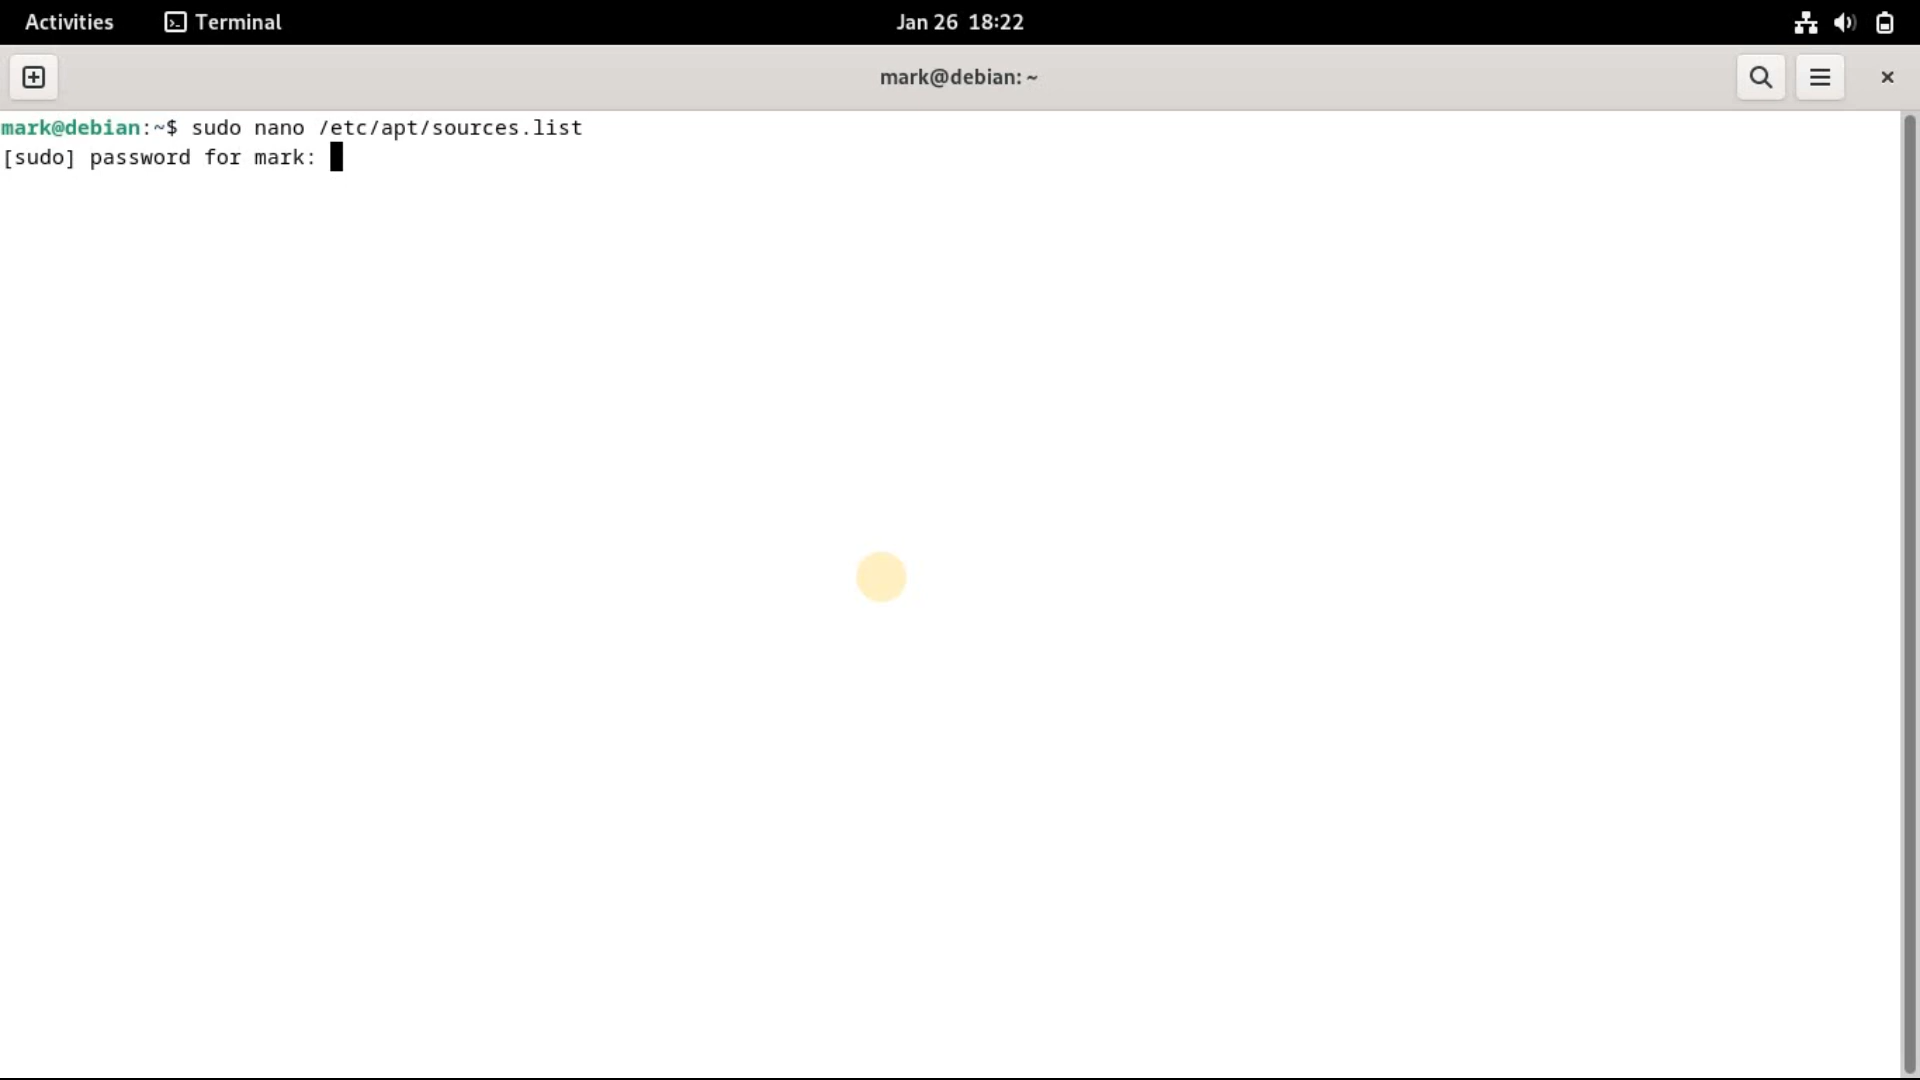 Activities Terminal Jan 26 18:22
mark@debian: ~
mark@debian:~$ sudo nano /etc/apt/sources.list
[sudo] password for mark: